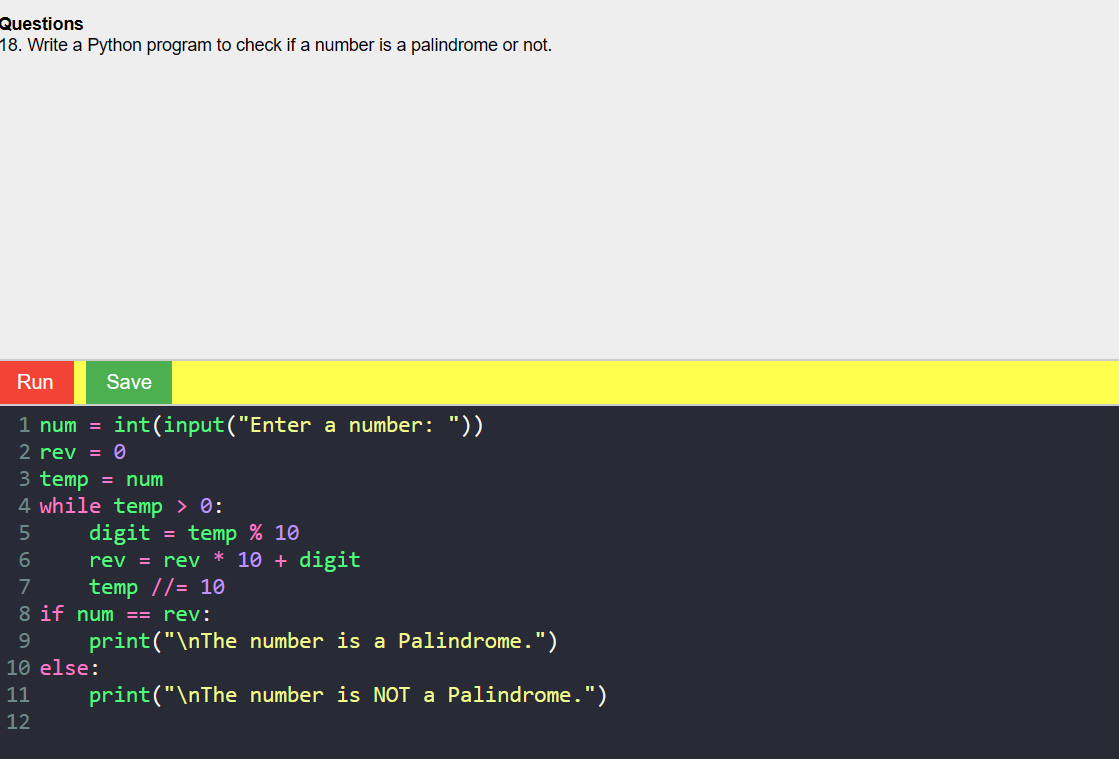 Questions
18. Write a Python program to check if a number is a palindrome or not.
Run Save
1 num = int(input("Enter a number: "))
2 rev = 0
3 temp = num
4 while temp > 0:
5     digit = temp % 10
6     rev = rev * 10 + digit
7     temp //= 10
8 if num == rev:
9     print("\nThe number is a Palindrome.")
10 else:
11     print("\nThe number is NOT a Palindrome.")
12